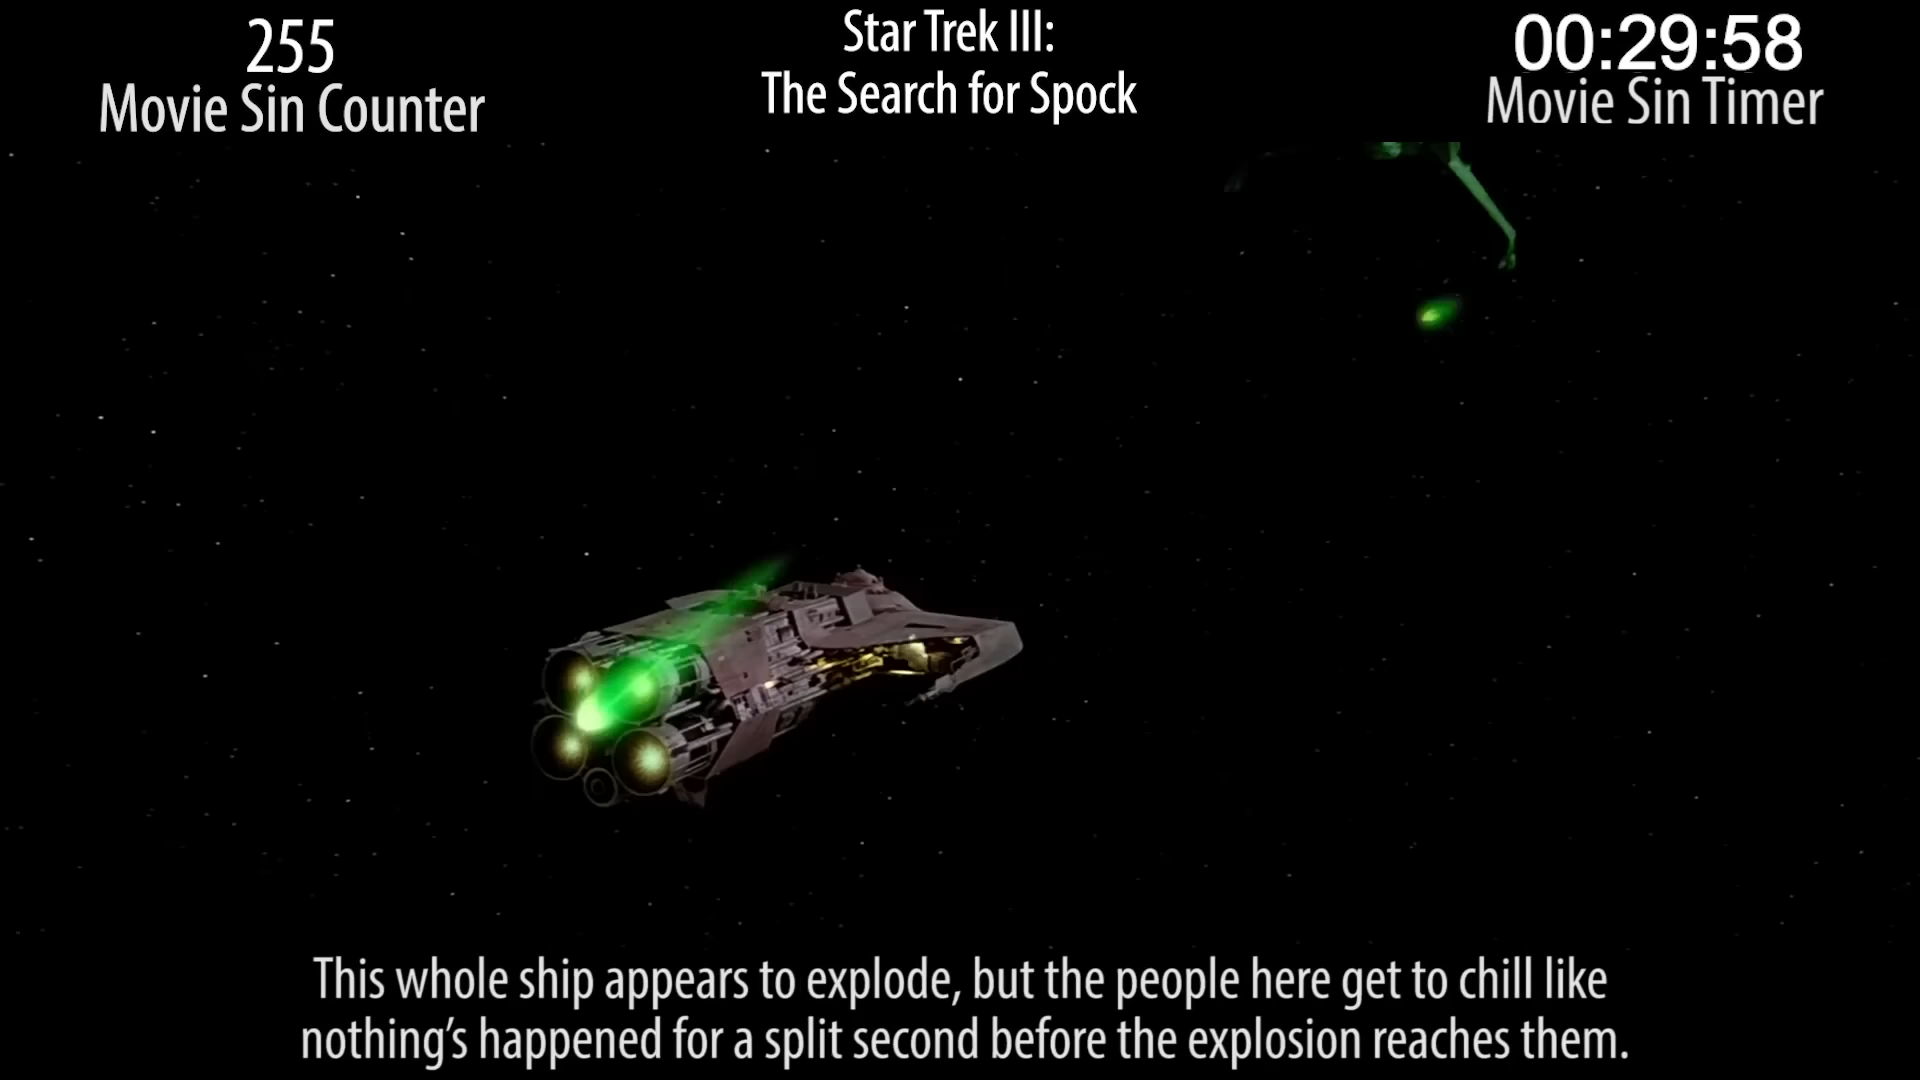 255
Movie Sin Counter
Star Trek III:
The Search for Spock
00:29:58
Movie Sin Timer
This whole ship appears to explode, but the people here get to chill like
nothing’s happened for a split second before the explosion reaches them.